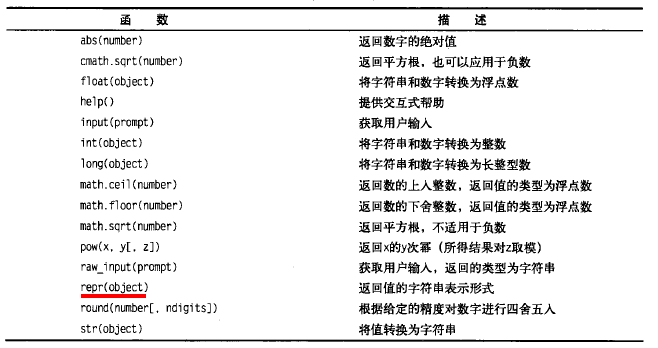 函 数 描 述
abs(number) 返回数字的绝对值
cmath.sqrt(number) 返回平方根，也可以应用于负数
float(object) 将字符串和数字转换为浮点数
help() 提供交互式帮助
input(prompt) 获取用户输入
int(object) 将字符串和数字转换为整数
long(object) 将字符串和数字转换为长整型数
math.ceil(number) 返回数的上入整数，返回值的类型为浮点数
math.floor(number) 返回数的下舍整数，返回值的类型为浮点数
math.sqrt(number) 返回平方根，不适用于负数
pow(x, y[, z]) 返回x的y次幂（所得结果对z取模）
raw_input(prompt) 获取用户输入，返回的类型为字符串
repr(object) 返回值的字符串表示形式
round(number[, ndigits]) 根据给定的精度对数字进行四舍五入
str(object) 将值转换为字符串